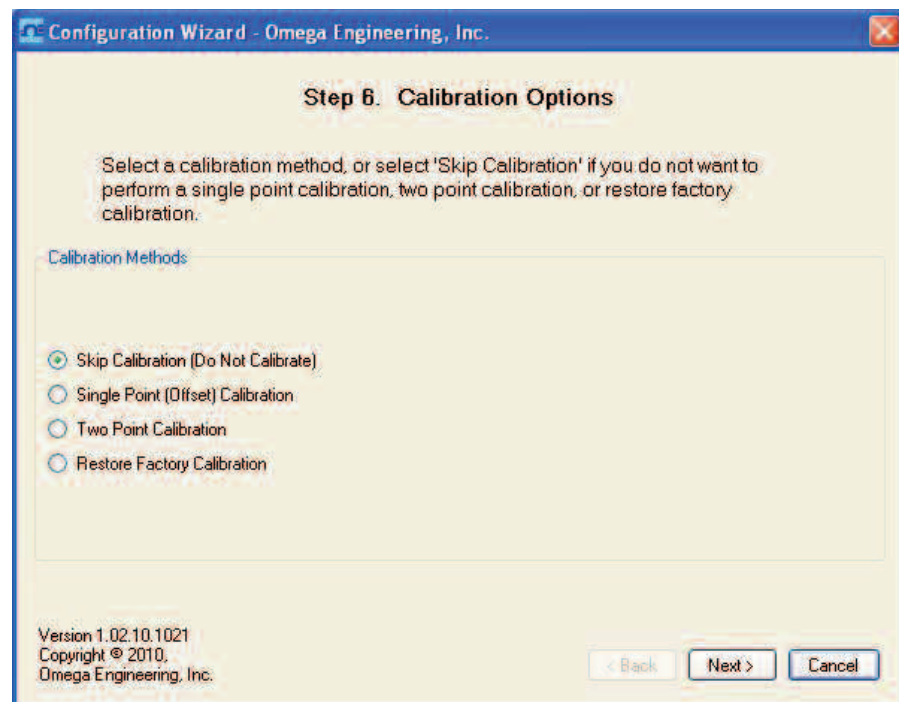 Configuration Wizard - Omega Engineering, Inc.
Step 6. Calibration Options
Select a calibration method, or select 'Skip Calibration' if you do not want to
perform a single point calibration, two point calibration, or restore factory
calibration.
Calibration Methods
Skip Calibration (Do Not Calibrate)
Single Point (Offset) Calibration
Two Point Calibration
Restore Factory Calibration
Version 1.02.10.1021
Copyright © 2010,
Omega Engineering, Inc.
< Back
Next >
Cancel